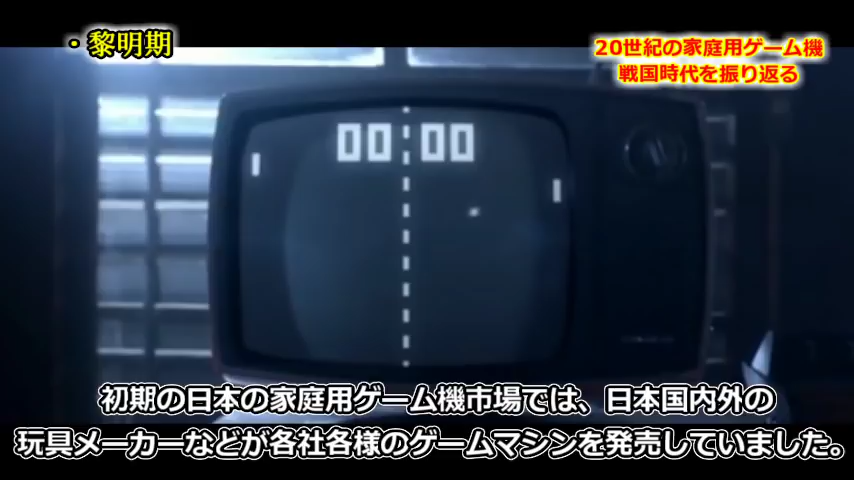 ・黎明期
20世紀の家庭用ゲーム機
戦国時代を振り返る
00 00
初期の日本の家庭用ゲーム機市場では、日本国内外の
玩具メーカーなどが各社各様のゲームマシンを発売していました。